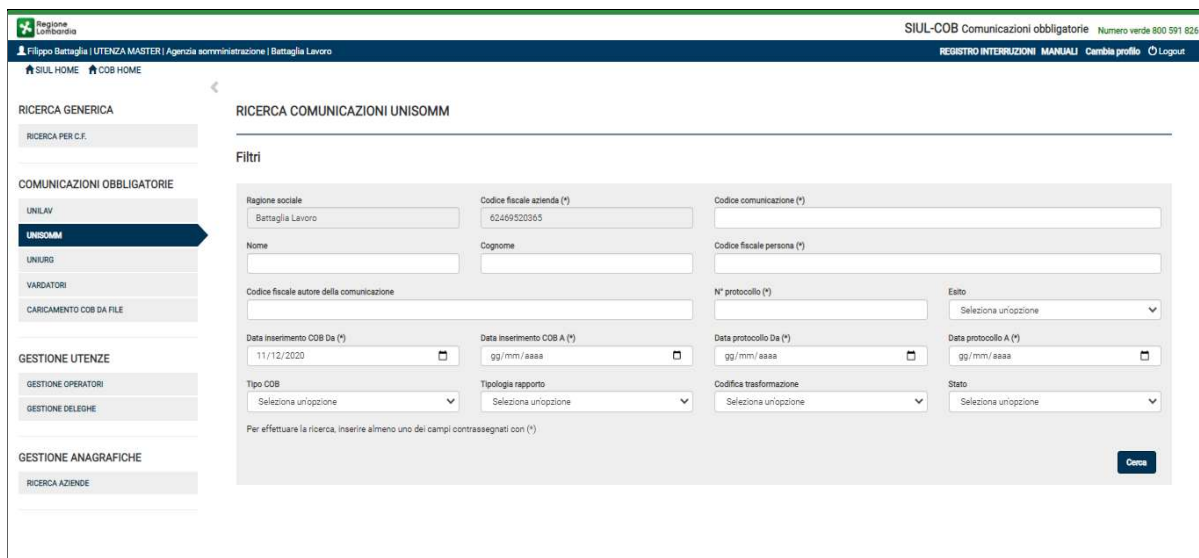 Regione
Lombardia
SIUL-COB Comunicazioni obbligatorie Numero verde 800 591 826
Filippo Battaglia | UTENZA MASTER | Agenzia somministrazione | Battaglia Lavoro
REGISTRO INTERRUZIONI MANUALI Cambia profilo Logout
SIUL HOME COB HOME
RICERCA GENERICA
RICERCA PER C.F.
COMUNICAZIONI OBBLIGATORIE
UNILAV
UNISOMM
UNIURG
VARDATORI
CARICAMENTO COB DA FILE
GESTIONE UTENZE
GESTIONE OPERATORI
GESTIONE DELEGHE
GESTIONE ANAGRAFICHE
RICERCA AZIENDE
RICERCA COMUNICAZIONI UNISOMM
Filtri
Ragione sociale Codice fiscale azienda (*) Codice comunicazione (*)
Battaglia Lavoro 62469520365
Nome Cognome Codice fiscale persona (*)
Codice fiscale autore della comunicazione N° protocollo (*) Esito
Seleziona un'opzione
Data inserimento COB Da (*) Data inserimento COB A (*) Data protocollo Da (*) Data protocollo A (*)
11/12/2020 gg/mm/aaaa gg/mm/aaaa gg/mm/aaaa
Tipo COB Tipologia rapporto Codifica trasformazione Stato
Seleziona un'opzione Seleziona un'opzione Seleziona un'opzione Seleziona un'opzione
Per effettuare la ricerca, inserire almeno uno dei campi contrassegnati con (*)
Cerca